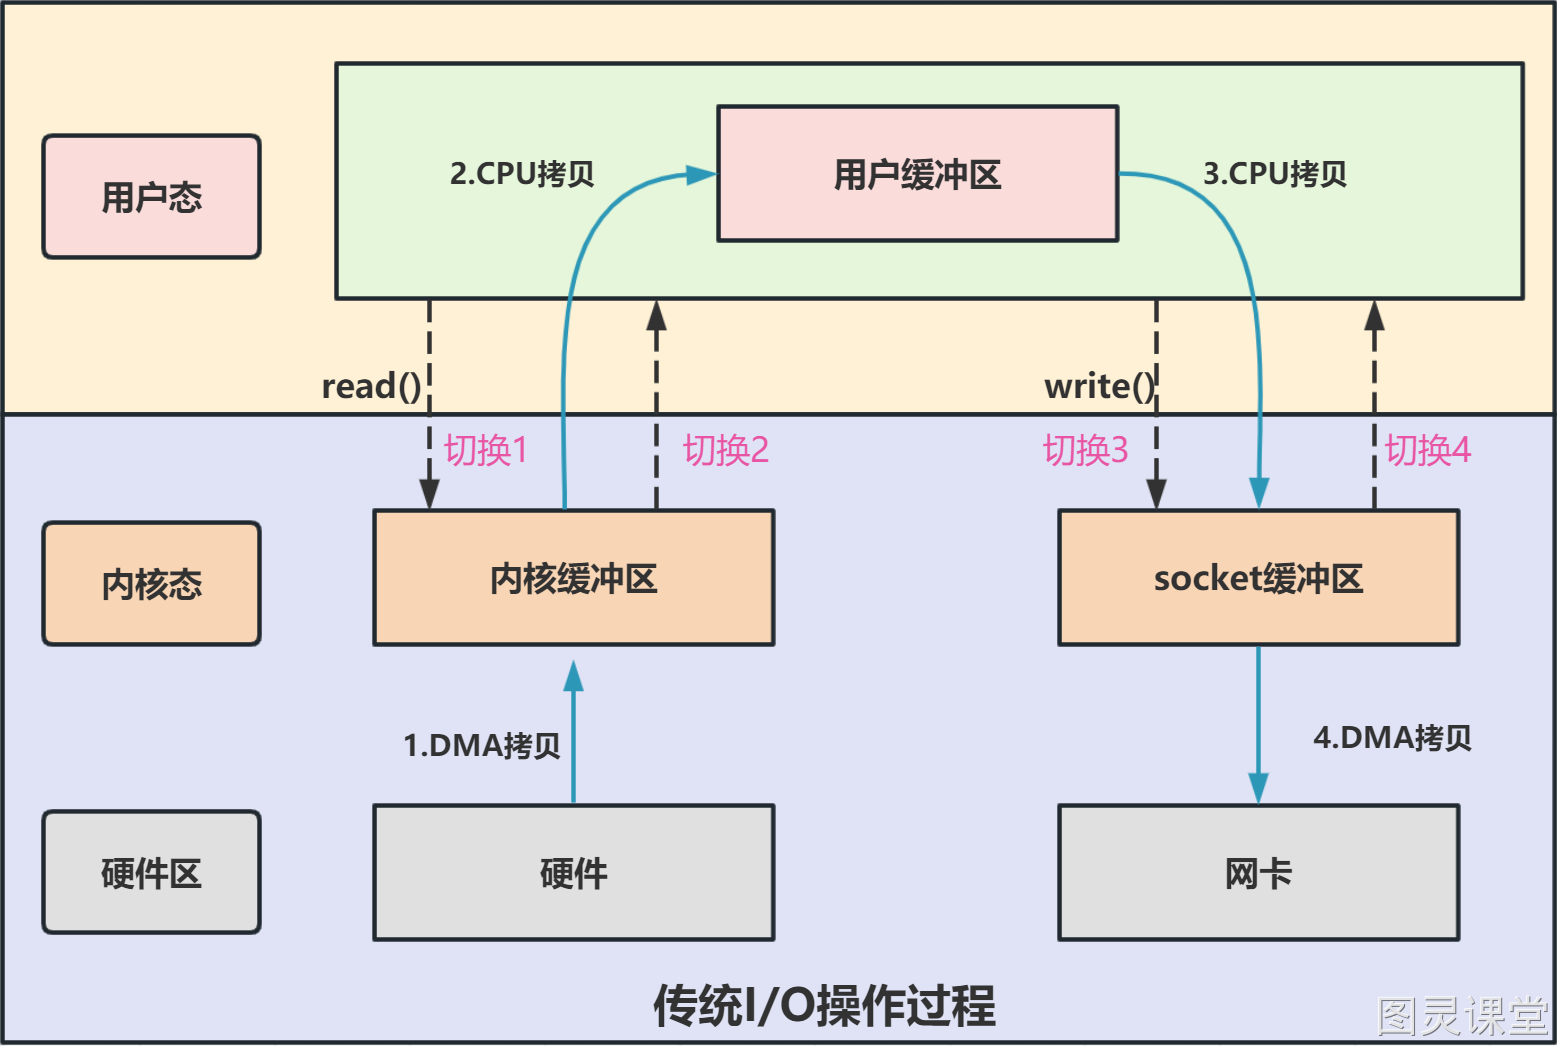 用户态
2.CPU拷贝
用户缓冲区
3.CPU拷贝
read()
write()
切换1
切换2
切换3
切换4
内核态
内核缓冲区
socket缓冲区
1.DMA拷贝
4.DMA拷贝
硬件区
硬件
网卡
传统I/O操作过程
图灵课堂